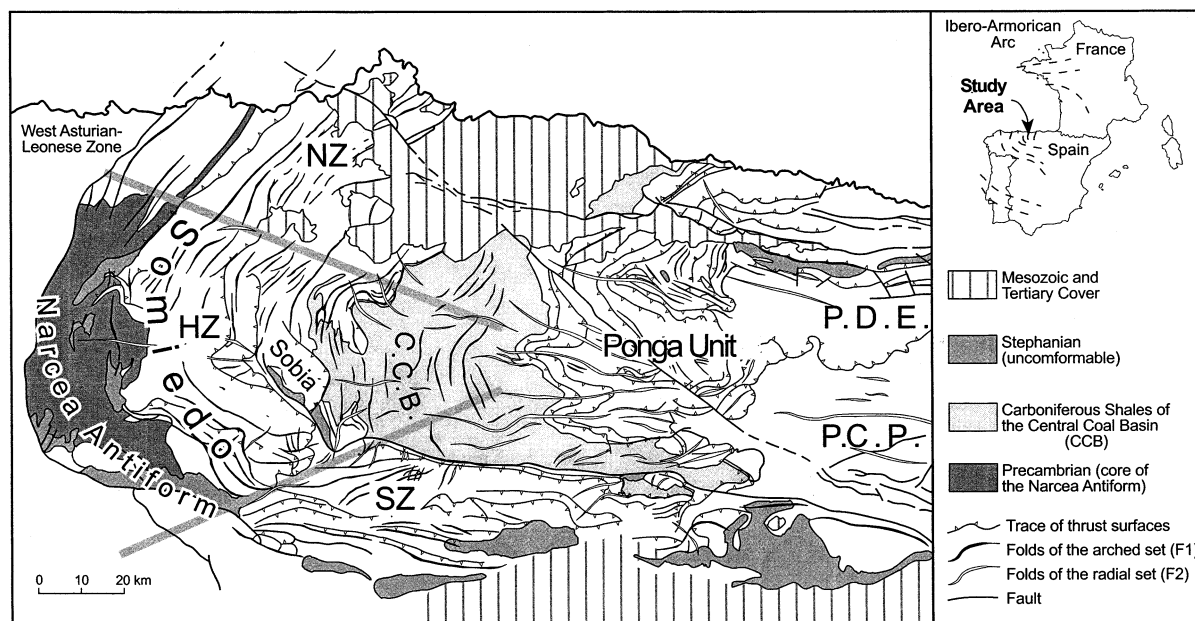 West Asturian-
Leonese Zone
NZ
Somiedo
HZ
Narcea Antiform
Sobiá
C.C.B.
Ponga Unit
P.D.E.
P.C.P.
SZ
0 10 20 km
Ibero-Armorican
Arc
France
Study
Area
Spain
Mesozoic and
Tertiary Cover
Stephanian
(uncomformable)
Carboniferous Shales of
the Central Coal Basin
(CCB)
Precambrian (core of
the Narcea Antiform)
Trace of thrust surfaces
Folds of the arched set (F1)
Folds of the radial set (F2)
Fault